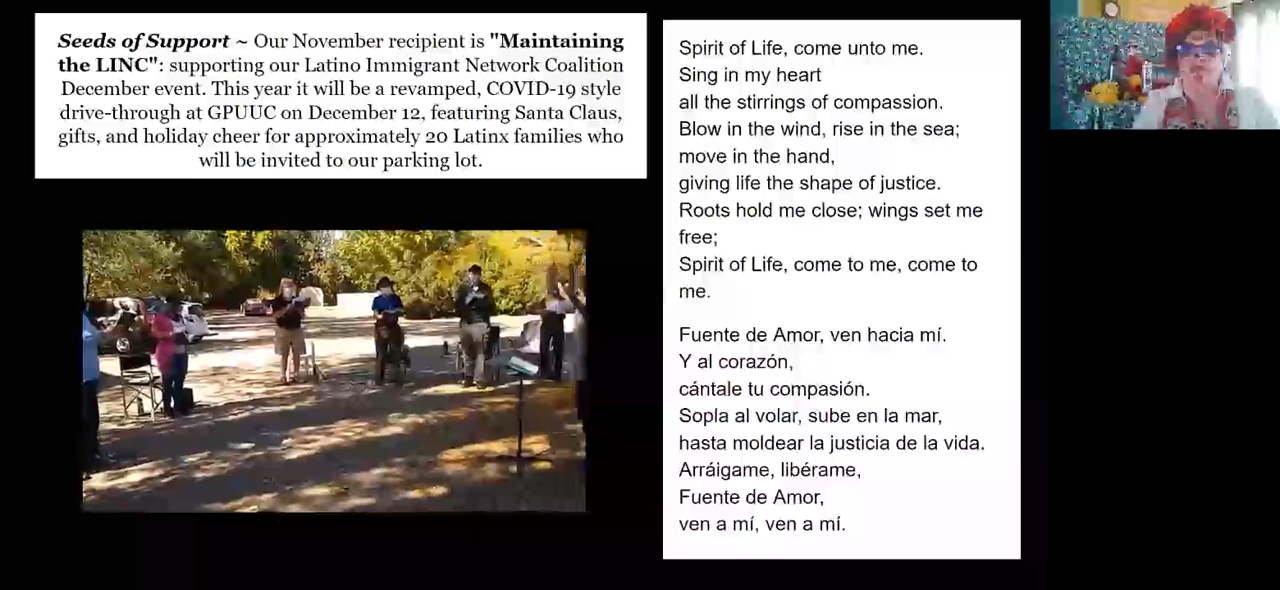 Seeds of Support ~ Our November recipient is "Maintaining
the LINC": supporting our Latino Immigrant Network Coalition
December event. This year it will be a revamped, COVID-19 style
drive-through at GPUUC on December 12, featuring Santa Claus,
gifts, and holiday cheer for approximately 20 Latinx families who
will be invited to our parking lot.
Spirit of Life, come unto me.
Sing in my heart
all the stirrings of compassion.
Blow in the wind, rise in the sea;
move in the hand,
giving life the shape of justice.
Roots hold me close; wings set me
free;
Spirit of Life, come to me, come to
me.
Fuente de Amor, ven hacia mí.
Y al corazón,
cántale tu compasión.
Sopla al volar, sube en la mar,
hasta moldear la justicia de la vida.
Arráigame, libérame,
Fuente de Amor,
ven a mí, ven a mí.